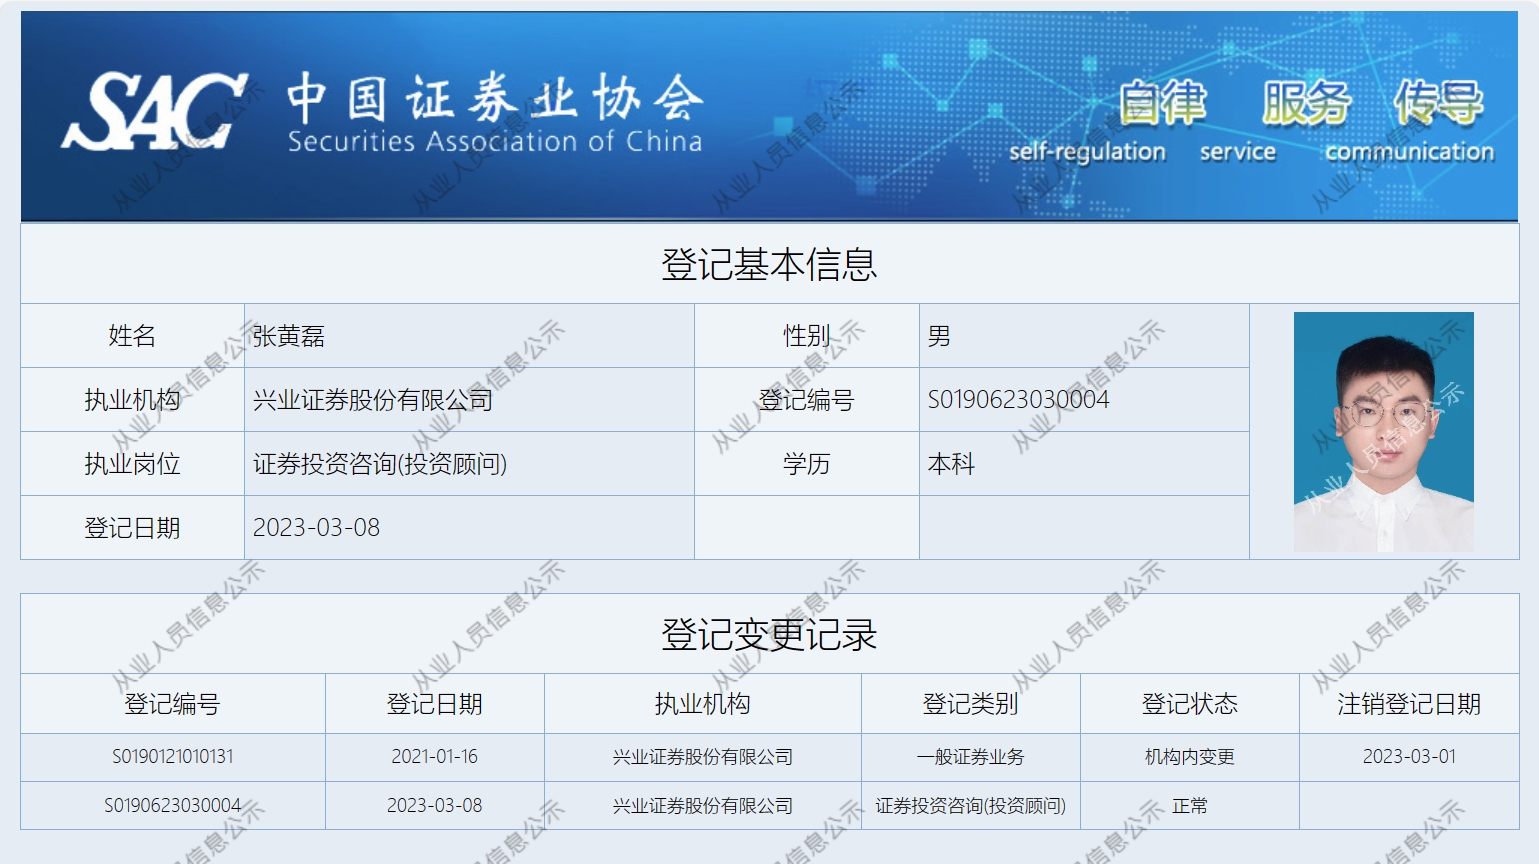 SAC 中国证券业协会
Securities Association of China
自律 服务 传导
self-regulation service communication
登记基本信息
姓名 张黄磊 性别 男
执业机构 兴业证券股份有限公司 登记编号 S0190623030004
执业岗位 证券投资咨询(投资顾问) 学历 本科
登记日期 2023-03-08
从业人员信息公示
登记变更记录
登记编号 登记日期 执业机构 登记类别 登记状态 注销登记日期
S0190121010131 2021-01-16 兴业证券股份有限公司 一般证券业务 机构内变更 2023-03-01
S0190623030004 2023-03-08 兴业证券股份有限公司 证券投资咨询(投资顾问) 正常